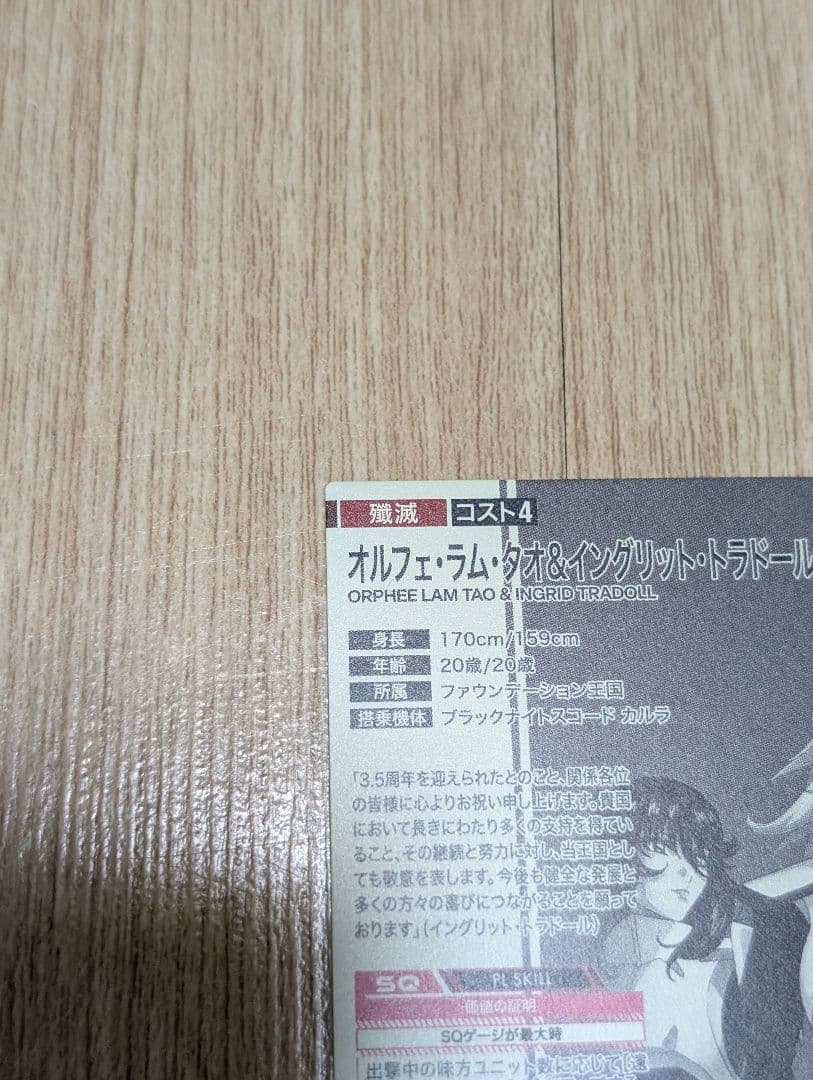 殲滅 コスト4
オルフェ・ラム・タオ&イングリット・トラドール
ORPHEE LAM TAO & INGRID TRADOLL
身長 170cm/159cm
年齢 20歳/20歳
所属 ファウンデーション王国
搭乗機体 ブラックナイトスコード カルラ
「3.5周年を迎えられたとのこと、関係各位
の皆様に心よりお祝い申し上げます。貴国
において長きにわたり多くの支持を得てい
ること、その継続と努力に対し、当王国とし
ても敬意を表します。今後も健全な発展と
多くの方々の喜びにつながることを願って
おります」(イングリット・トラドール)
SQ PL SKILL
価値の証明
SQゲージが最大時
出撃中の味方ユニット数に応じて【遠